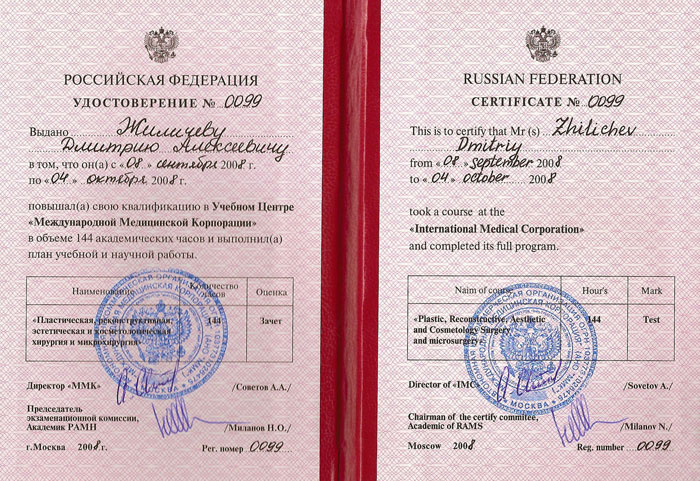 РОССИЙСКАЯ ФЕДЕРАЦИЯ
УДОСТОВЕРЕНИЕ № 0099
Выдано Жиличеву
Дмитрию Алексеевичу
в том, что он(а) с «08» сентября 2008 г.
по «04» октября 2008 г.
повышал(а) свою квалификацию в Учебном Центре
«Международной Медицинской Корпорации»
в объеме 144 академических часов и выполнил(а)
план учебной и научной работы.
Наименование Количество часов Оценка
«Пластическая, реконструктивная, 144 Зачет
эстетическая и косметологическая
хирургия и микрохирургия»
Директор «ММК» /Советов А.А./
Председатель
экзаменационной комиссии,
Академик РАМН /Миланов Н.О./
г.Москва 2008г. Рег. номер 0099
RUSSIAN FEDERATION
CERTIFICATE № 0099
This is to certify that Mr (s) Zhilichev
Dmitriy
from «08» september 2008
to «04» october 2008
took a course at the
«International Medical Corporation»
and completed its full program.
Naim of course Hour's Mark
«Plastic, Reconstructive, Aesthetic 144 Test
and Cosmetology Surgery
and microsurgery»
Director of «IMC» /Sovetov A./
Chairman of the certify commitee,
Academic of RAMS /Milanov N./
Moscow 2008 Reg. number 0099